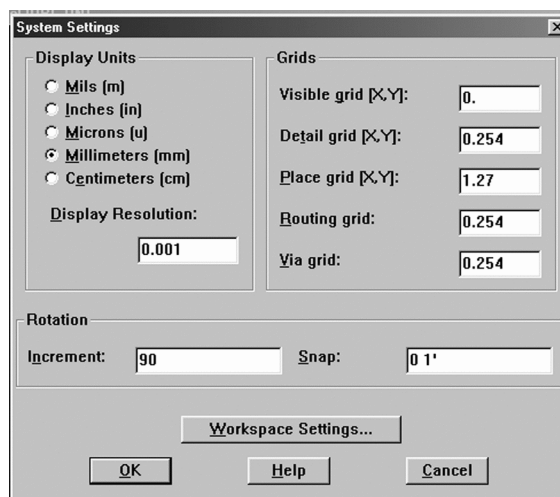 System Settings
Display Units
Mils (m)
Inches (in)
Microns (u)
Millimeters (mm)
Centimeters (cm)
Display Resolution:
0.001
Grids
Visible grid [X,Y]:
0.
Detail grid [X,Y]:
0.254
Place grid [X,Y]:
1.27
Routing grid:
0.254
Via grid:
0.254
Rotation
Increment:
90
Snap:
0 1'
Workspace Settings...
OK
Help
Cancel